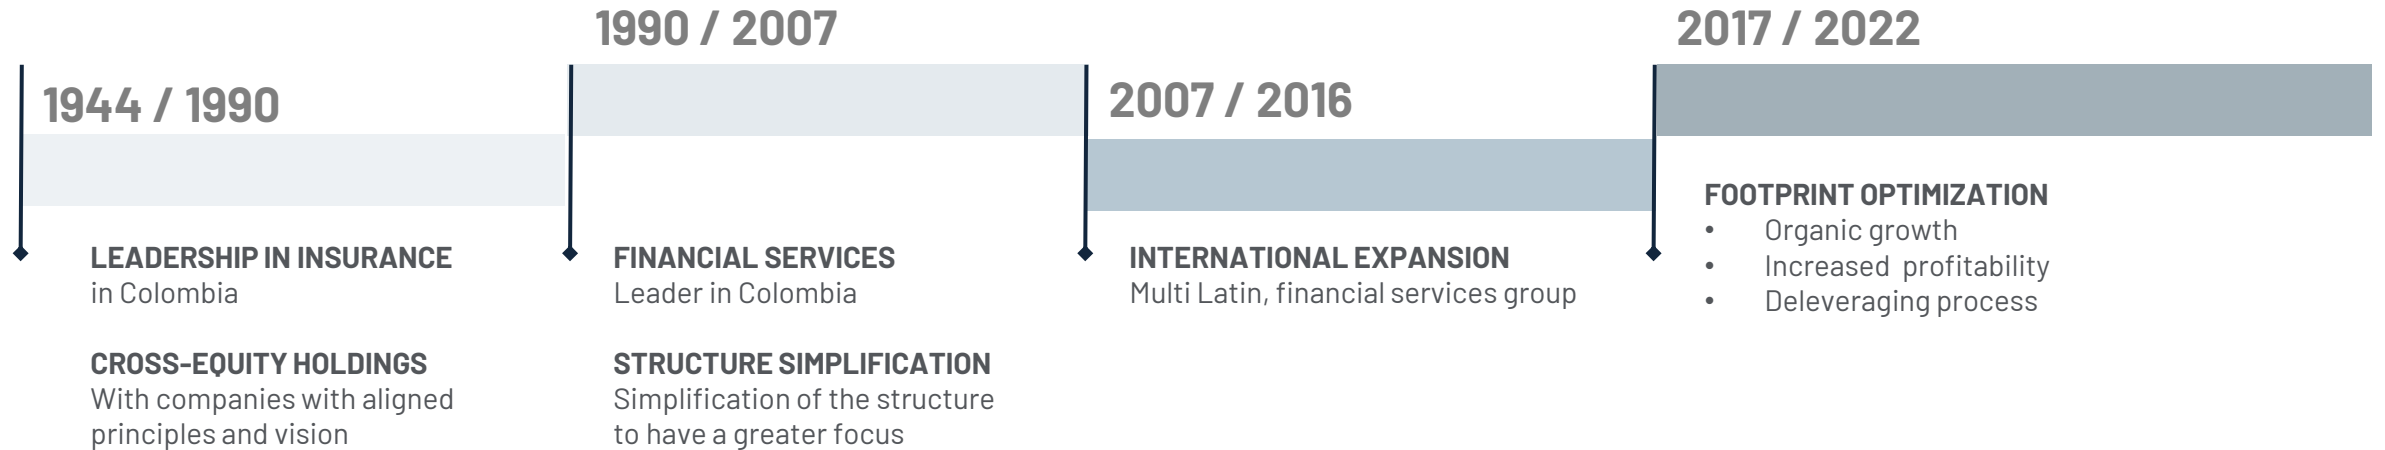 1944 / 1990
LEADERSHIP IN INSURANCE
in Colombia
CROSS-EQUITY HOLDINGS
With companies with aligned
principles and vision
1990 / 2007
FINANCIAL SERVICES
Leader in Colombia
STRUCTURE SIMPLIFICATION
Simplification of the structure
to have a greater focus
2007 / 2016
INTERNATIONAL EXPANSION
Multi Latin, financial services group
2017 / 2022
FOOTPRINT OPTIMIZATION
• Organic growth
• Increased profitability
• Deleveraging process